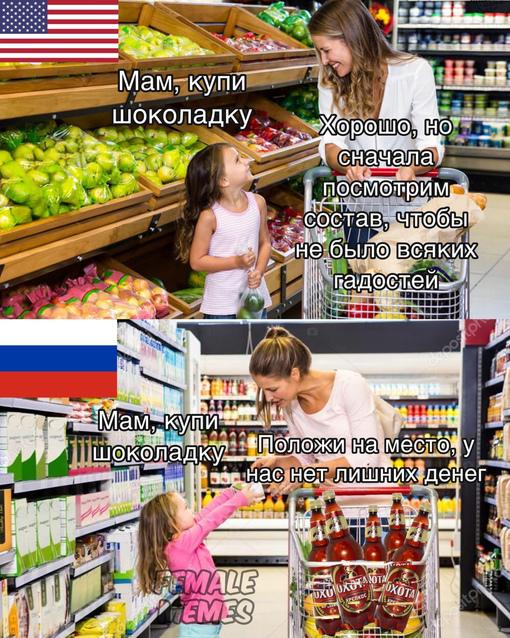 Мам, купи
шоколадку
Хорошо, но
сначала
посмотрим
состав, чтобы
не было всяких
гадостей
Мам, купи
шоколадку
Положи на место, у
нас нет лишних денег
ОХОТА
ОХОТА
КРЕПКОЕ
FEMALE
MEMES